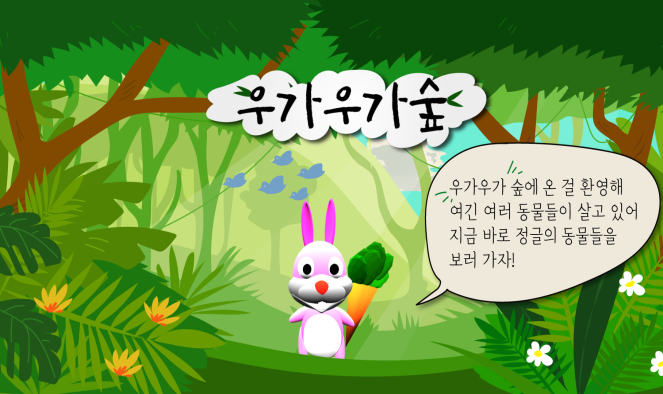 우가우가숲
우가우가 숲에 온 걸 환영해
여긴 여러 동물들이 살고 있어
지금 바로 정글의 동물들을
보러 가자!